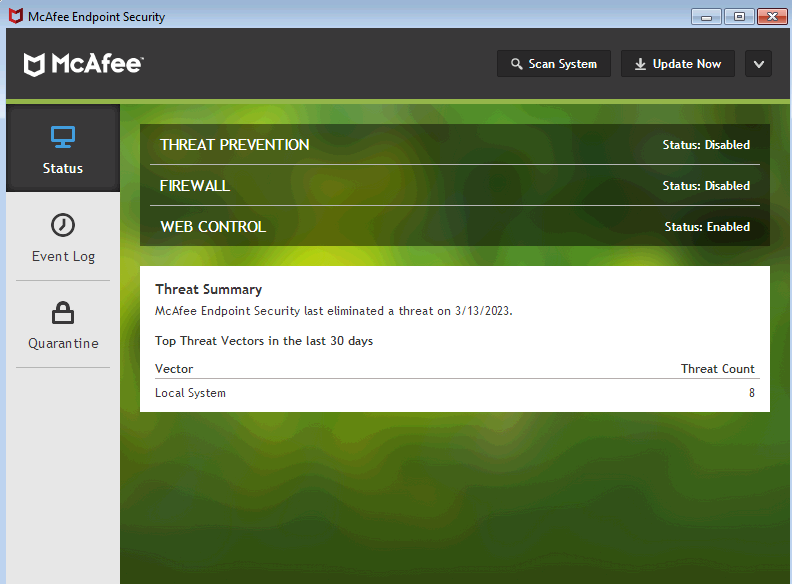 McAfee Endpoint Security
McAfee
Scan System
Update Now
Status
Event Log
Quarantine
THREAT PREVENTION Status: Disabled
FIREWALL Status: Disabled
WEB CONTROL Status: Enabled
Threat Summary
McAfee Endpoint Security last eliminated a threat on 3/13/2023.
Top Threat Vectors in the last 30 days
Vector Threat Count
Local System 8